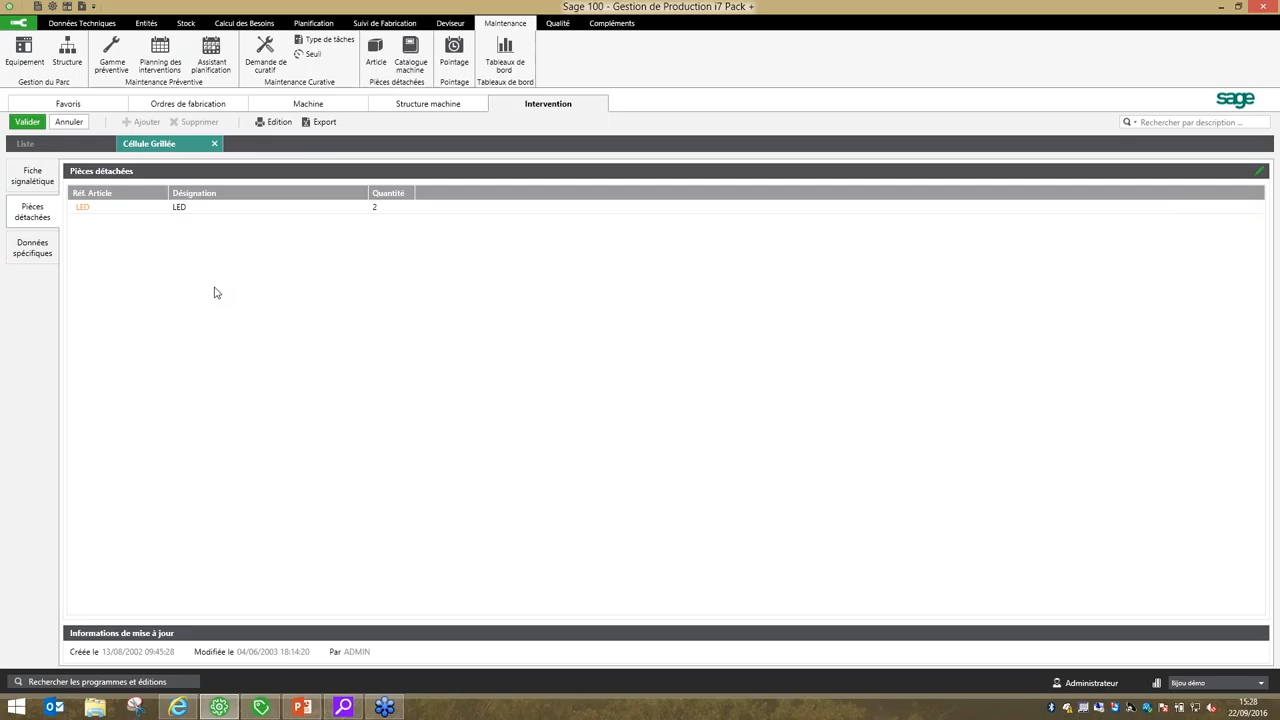 Sage 100 - Gestion de Production i7 Pack +
Données Techniques Entités Stock Calcul des Besoins Planification Suivi de Fabrication Deviseur Maintenance Qualité Compléments
Equipement Structure
Gestion du Parc
Gamme préventive Planning des interventions Assistant planification
Maintenance Préventive
Demande de curatif Type de tâches Seuil
Maintenance Curative
Article Catalogue machine
Pièces détachées
Pointage
Pointage
Tableaux de bord
Tableaux de bord
Favoris Ordres de fabrication Machine Structure machine Intervention
sage
Valider Annuler Ajouter Supprimer Edition Export Rechercher par description ...
Liste Céllule Grillée
Fiche signalétique
Pièces détachées
Données spécifiques
Pièces détachées
Réf. Article Désignation Quantité
LED LED 2
Informations de mise à jour
Créée le 13/08/2002 09:45:28 Modifiée le 04/06/2003 18:14:20 Par ADMIN
Rechercher les programmes et éditions Administrateur Bijou démo
15:28
22/09/2016